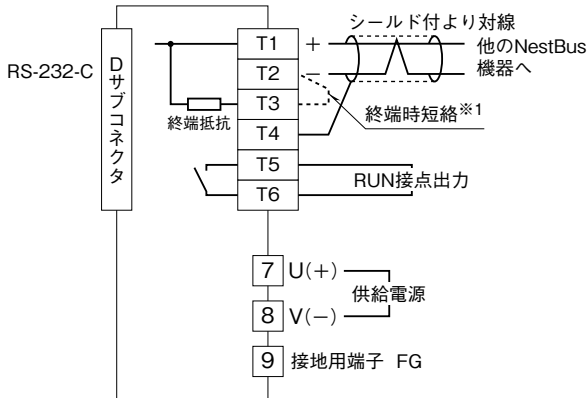 シールド付より対線
RS-232-C
Dサブコネクタ
T1
+
他のNestBus
機器へ
T2
−
T3
終端抵抗
終端時短絡※1
T4
T5
RUN接点出力
T6
7 U(+)
供給電源
8 V(−)
9 接地用端子 FG